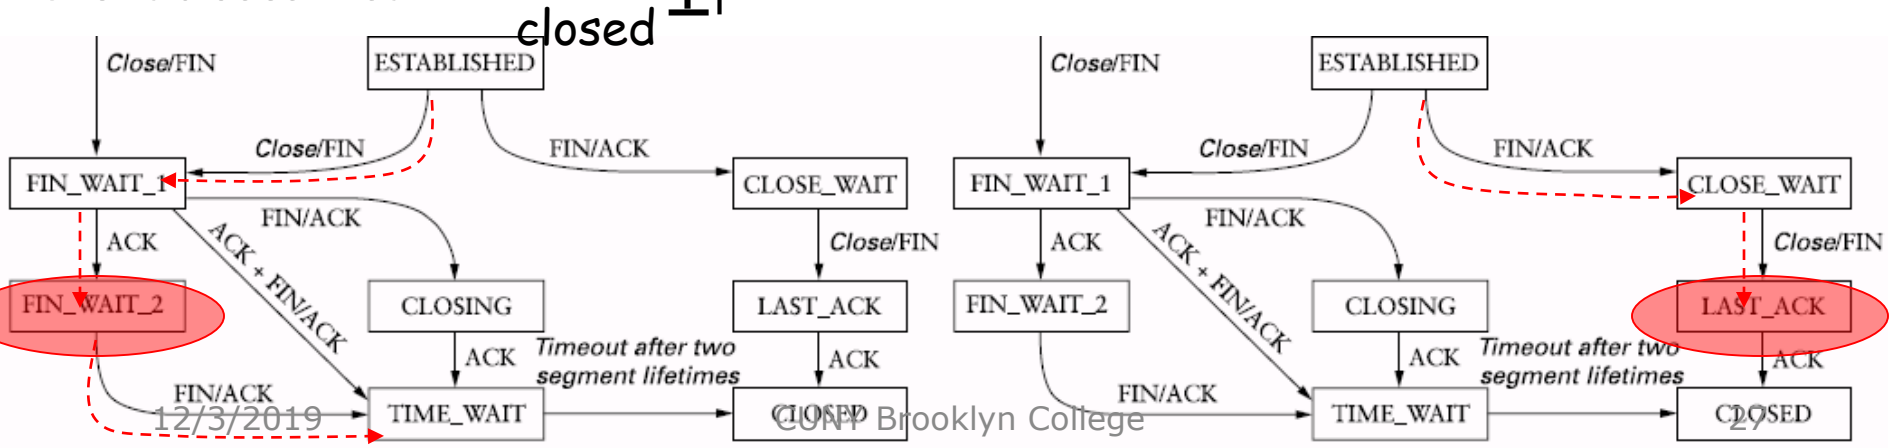 closed
Close/FIN
ESTABLISHED
Close/FIN
FIN/ACK
FIN_WAIT_1
CLOSE_WAIT
FIN/ACK
ACK
ACK + FIN/ACK
Close/FIN
FIN_WAIT_2
CLOSING
LAST_ACK
ACK
Timeout after two
segment lifetimes
ACK
FIN/ACK
TIME_WAIT
CLOSED
Close/FIN
ESTABLISHED
Close/FIN
FIN/ACK
FIN_WAIT_1
CLOSE_WAIT
FIN/ACK
ACK
ACK + FIN/ACK
Close/FIN
FIN_WAIT_2
CLOSING
LAST_ACK
ACK
Timeout after two
segment lifetimes
ACK
FIN/ACK
TIME_WAIT
CLOSED
12/3/2019
CUNY Brooklyn College
27